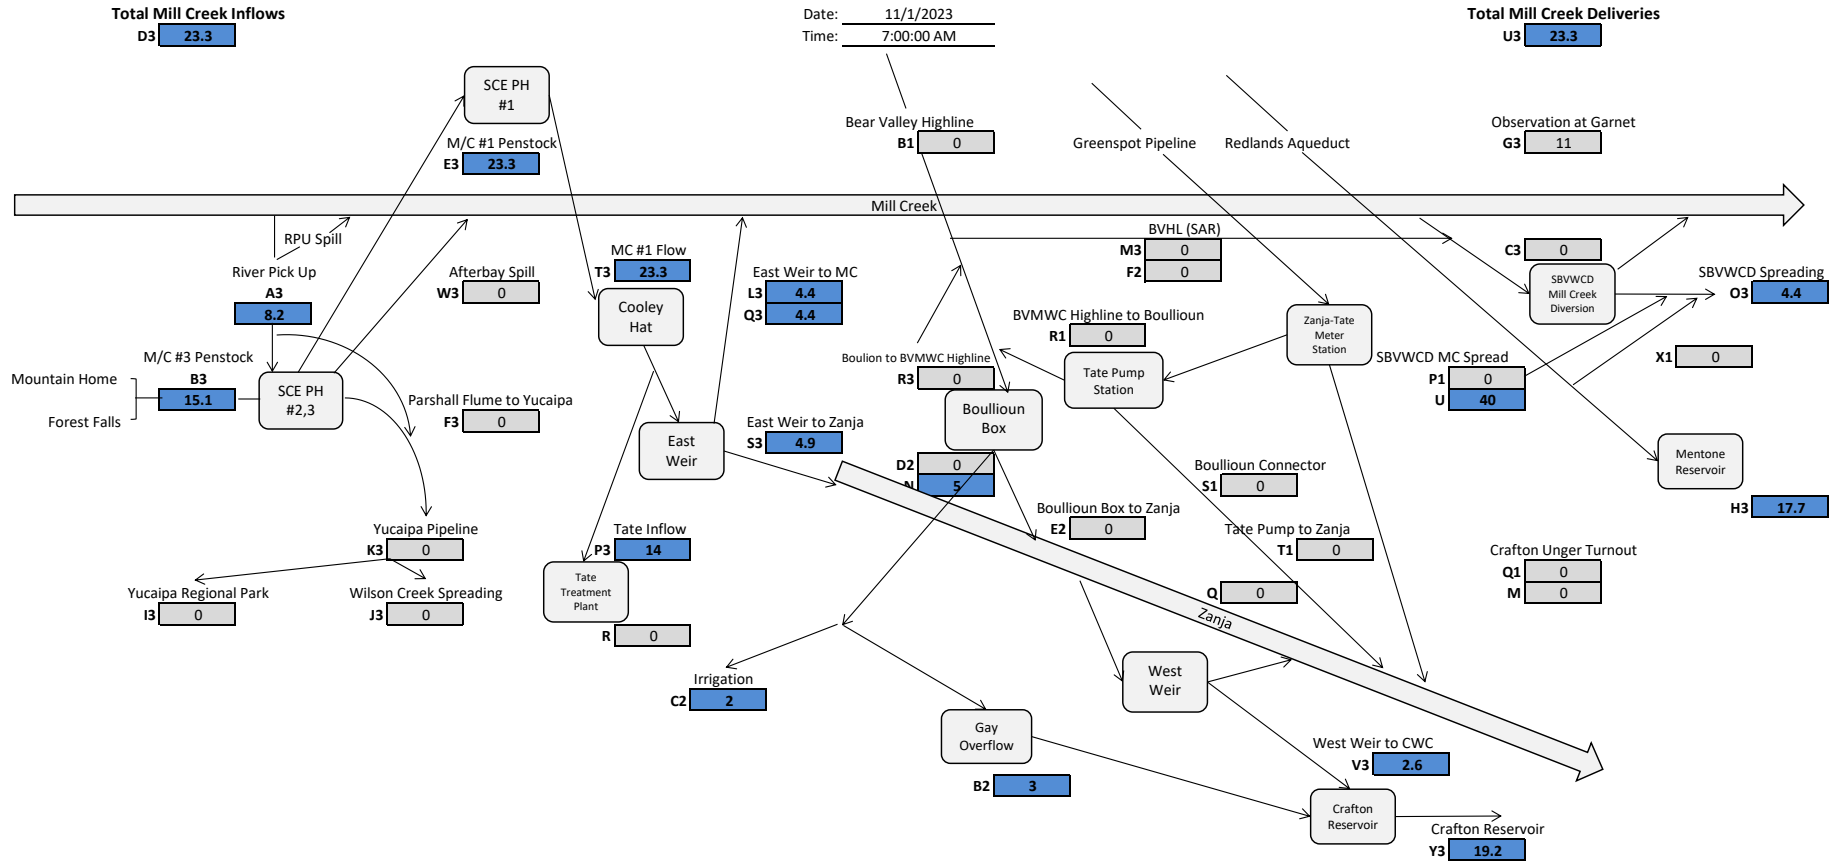 Total Mill Creek Inflows
D3 23.3
Date: 11/1/2023
Time: 7:00:00 AM
Total Mill Creek Deliveries
U3 23.3
SCE PH
#1
M/C #1 Penstock
E3 23.3
Bear Valley Highline
B1 0
Greenspot Pipeline
Redlands Aqueduct
Observation at Garnet
G3 11
Mill Creek
RPU Spill
River Pick Up
A3
8.2
Afterbay Spill
W3 0
MC #1 Flow
T3 23.3
Cooley
Hat
East Weir to MC
L3 4.4
Q3 4.4
BVHL (SAR)
M3 0
F2 0
C3 0
SBVWCD
Mill Creek
Diversion
SBVWCD Spreading
O3 4.4
BVMWC Highline to Boullioun
R1 0
Zanja-Tate
Meter
Station
M/C #3 Penstock
B3
15.1
Mountain Home
Forest Falls
SCE PH
#2,3
Boulion to BVMWC Highline
R3 0
Tate Pump
Station
SBVWCD MC Spread
P1 0
U 40
X1 0
Parshall Flume to Yucaipa
F3 0
Boullioun
Box
East
Weir
East Weir to Zanja
S3 4.9
D2 0
N 5
Boullioun Connector
S1 0
Mentone
Reservoir
H3 17.7
Yucaipa Pipeline
K3 0
Tate Inflow
P3 14
Boullioun Box to Zanja
E2 0
Tate Pump to Zanja
T1 0
Crafton Unger Turnout
Q1 0
M 0
Yucaipa Regional Park
I3 0
Wilson Creek Spreading
J3 0
Tate
Treatment
Plant
R 0
Q 0
Zanja
Irrigation
C2 2
West
Weir
Gay
Overflow
B2 3
West Weir to CWC
V3 2.6
Crafton
Reservoir
Crafton Reservoir
Y3 19.2